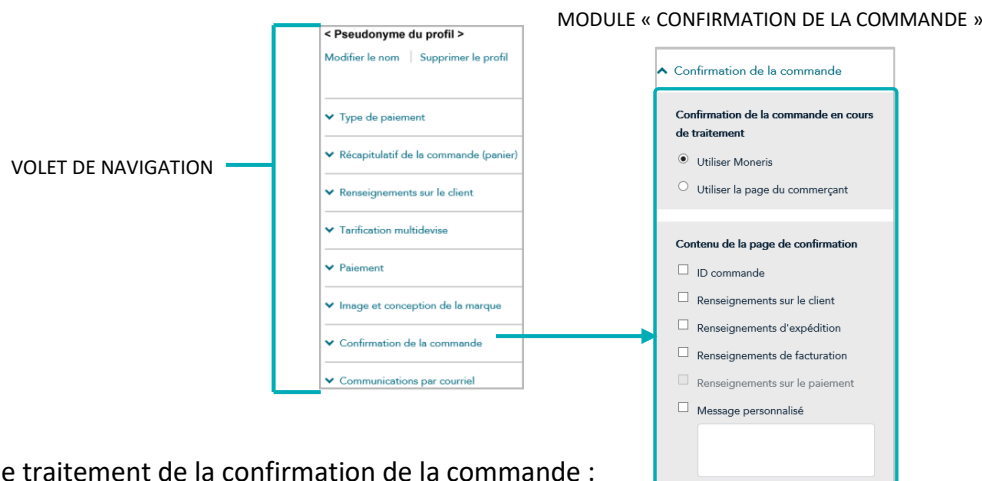 MODULE « CONFIRMATION DE LA COMMANDE »
< Pseudonyme du profil >
Modifier le nom | Supprimer le profil
Type de paiement
Récapitulatif de la commande (panier)
Renseignements sur le client
Tarification multidevise
Paiement
Image et conception de la marque
Confirmation de la commande
Communications par courriel
VOLET DE NAVIGATION
Confirmation de la commande
Confirmation de la commande en cours
de traitement
Utiliser Moneris
Utiliser la page du commerçant
Contenu de la page de confirmation
ID commande
Renseignements sur le client
Renseignements d'expédition
Renseignements de facturation
Renseignements sur le paiement
Message personnalisé
e traitement de la confirmation de la commande :